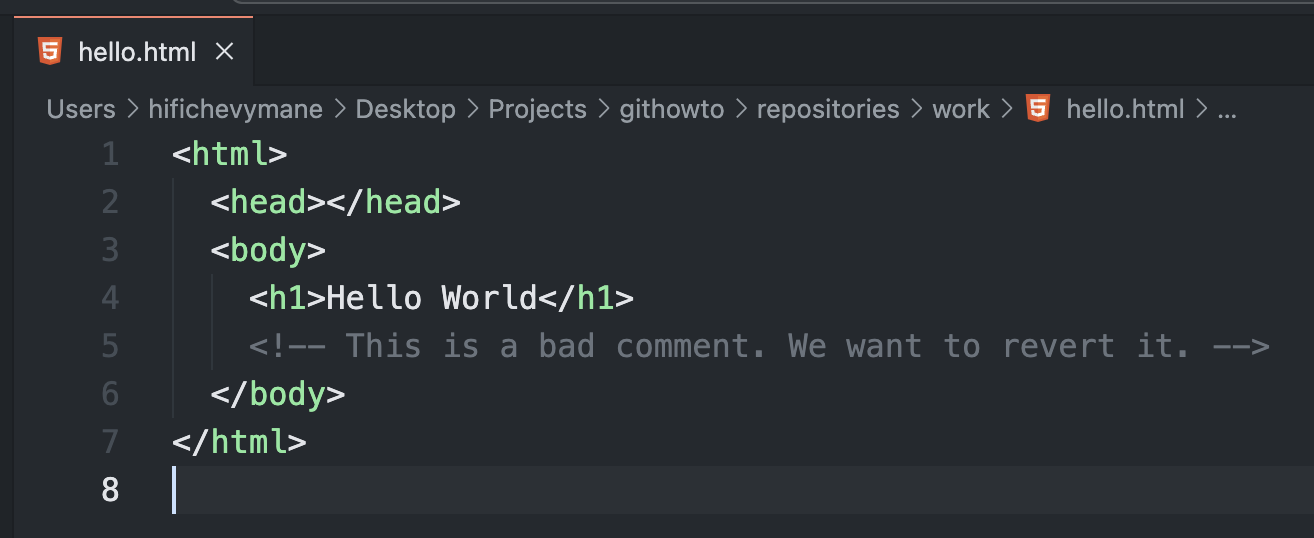 hello.html
Users > hifichevymane > Desktop > Projects > githowto > repositories > work > hello.html > ...
1 <html>
2   <head></head>
3   <body>
4     <h1>Hello World</h1>
5     <!-- This is a bad comment. We want to revert it. -->
6   </body>
7 </html>
8